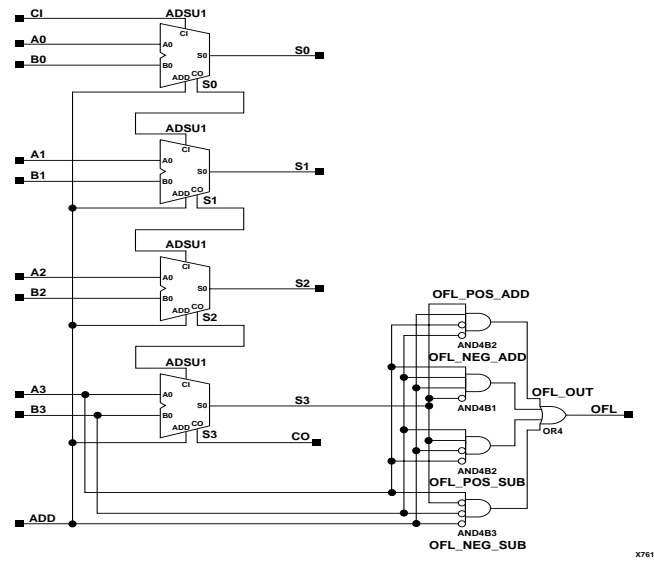 CI
ADSU1
CI
A0
A0
S0
S0
B0
B0
ADD
CO
S0
ADSU1
CI
A1
A0
S0
S1
B1
B0
ADD
CO
S1
ADSU1
CI
A2
A0
S0
S2
B2
B0
ADD
CO
S2
ADSU1
CI
A3
A0
S0
S3
B3
B0
ADD
CO
S3
CO
ADD
OFL_POS_ADD
AND4B2
OFL_NEG_ADD
AND4B1
OFL_OUT
OFL
OR4
AND4B2
OFL_POS_SUB
AND4B3
OFL_NEG_SUB
X761